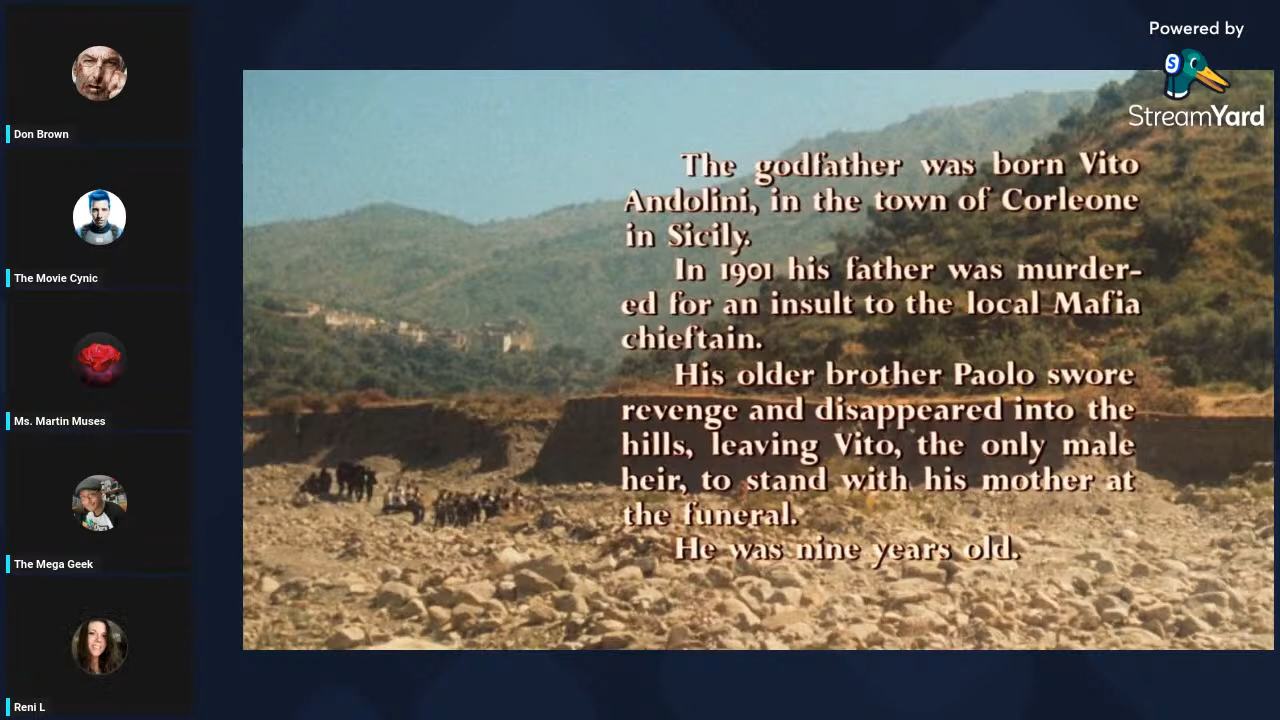 Powered by
StreamYard
Don Brown
The Movie Cynic
Ms. Martin Muses
The Mega Geek
Reni L
The godfather was born Vito
Andolini, in the town of Corleone
in Sicily.
In 1901 his father was murder-
ed for an insult to the local Mafia
chieftain.
His older brother Paolo swore
revenge and disappeared into the
hills, leaving Vito, the only male
heir, to stand with his mother at
the funeral.
He was nine years old.